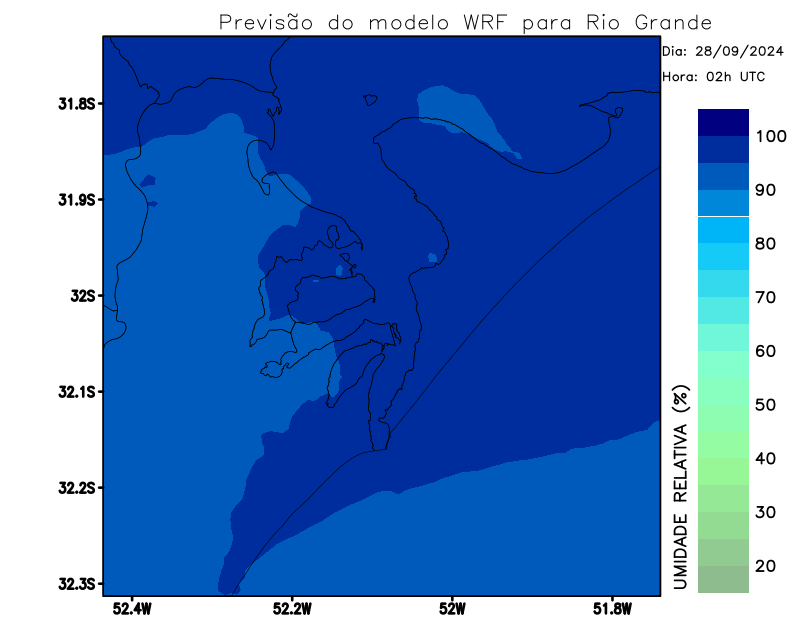 Previsão do modelo WRF para Rio Grande
Dia: 28/09/2024
Hora: 02h UTC
31.8S
31.9S
32S
32.1S
32.2S
32.3S
52.4W
52.2W
52W
51.8W
UMIDADE RELATIVA (%)
100
90
80
70
60
50
40
30
20